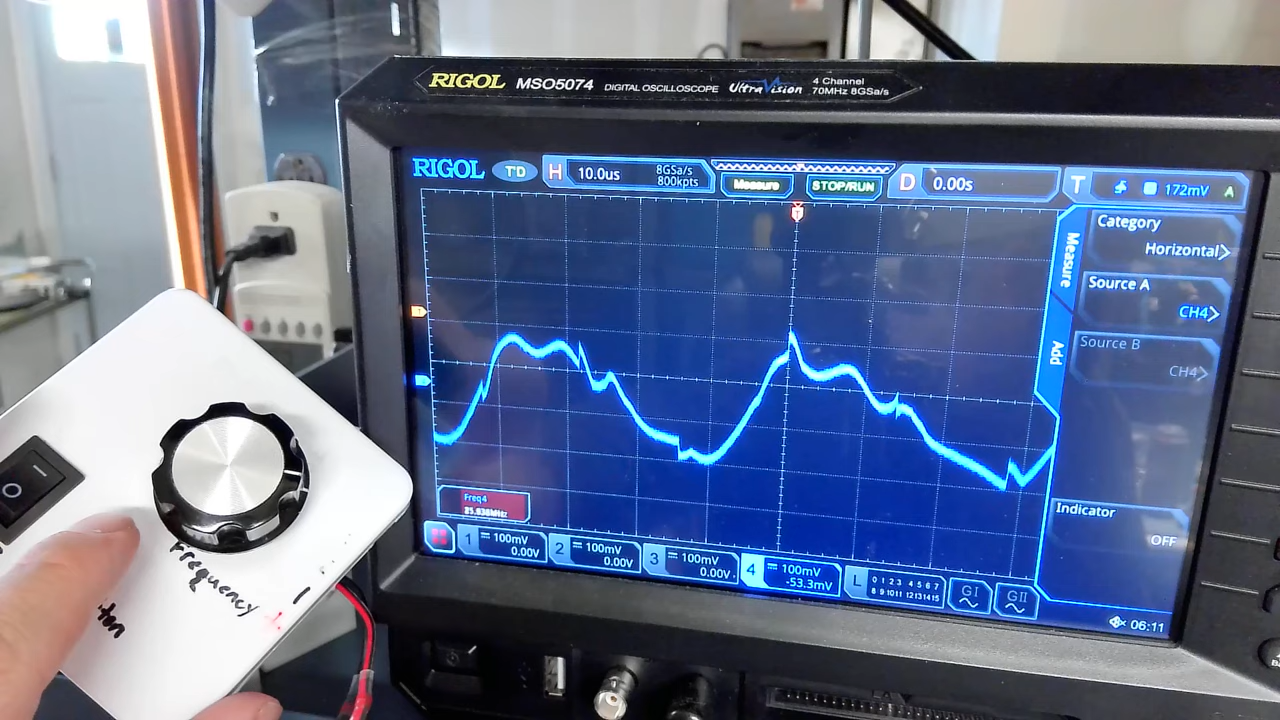 RIGOL MSO5074 DIGITAL OSCILLOSCOPE UltraVision 4 Channel
70MHz 8GSa/s
RIGOL T'D H 10.0us 8GSa/s
800kpts
Measure STOP/RUN D 0.00s T 172mV A
Category
Horizontal
Measure
Source A
CH4
Source B
CH4
Add
Freq4
Indicator
OFF
1 100mV
0.00V
2 100mV
0.00V
3 100mV
0.00V
4 100mV
-53.3mV
L 0 1 2 3 4 5 6 7
8 9 10 11 12 13 14 15
GI GII
06:11
Frequency